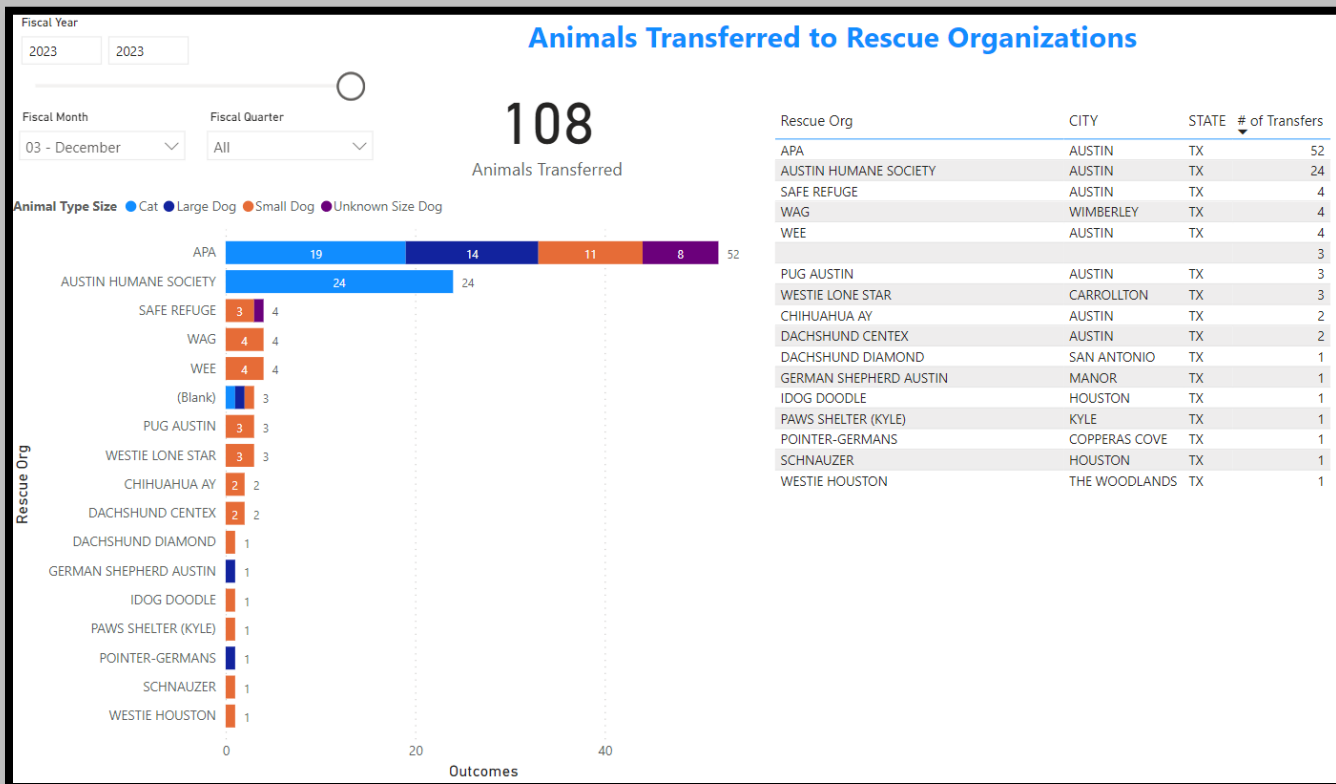 Fiscal Year
2023 2023
Animals Transferred to Rescue Organizations
Fiscal Month Fiscal Quarter
03 - December All
108
Animals Transferred
Animal Type Size Cat Large Dog Small Dog Unknown Size Dog
Rescue Org
APA 19 14 11 8 52
AUSTIN HUMANE SOCIETY 24 24
SAFE REFUGE 3 4
WAG 4 4
WEE 4 4
(Blank) 3
PUG AUSTIN 3 3
WESTIE LONE STAR 3 3
CHIHUAHUA AY 2 2
DACHSHUND CENTEX 2 2
DACHSHUND DIAMOND 1
GERMAN SHEPHERD AUSTIN 1
IDOG DOODLE 1
PAWS SHELTER (KYLE) 1
POINTER-GERMANS 1
SCHNAUZER 1
WESTIE HOUSTON 1
0 20 40
Outcomes
Rescue Org CITY STATE # of Transfers
APA AUSTIN TX 52
AUSTIN HUMANE SOCIETY AUSTIN TX 24
SAFE REFUGE AUSTIN TX 4
WAG WIMBERLEY TX 4
WEE AUSTIN TX 4
3
PUG AUSTIN AUSTIN TX 3
WESTIE LONE STAR CARROLLTON TX 3
CHIHUAHUA AY AUSTIN TX 2
DACHSHUND CENTEX AUSTIN TX 2
DACHSHUND DIAMOND SAN ANTONIO TX 1
GERMAN SHEPHERD AUSTIN MANOR TX 1
IDOG DOODLE HOUSTON TX 1
PAWS SHELTER (KYLE) KYLE TX 1
POINTER-GERMANS COPPERAS COVE TX 1
SCHNAUZER HOUSTON TX 1
WESTIE HOUSTON THE WOODLANDS TX 1